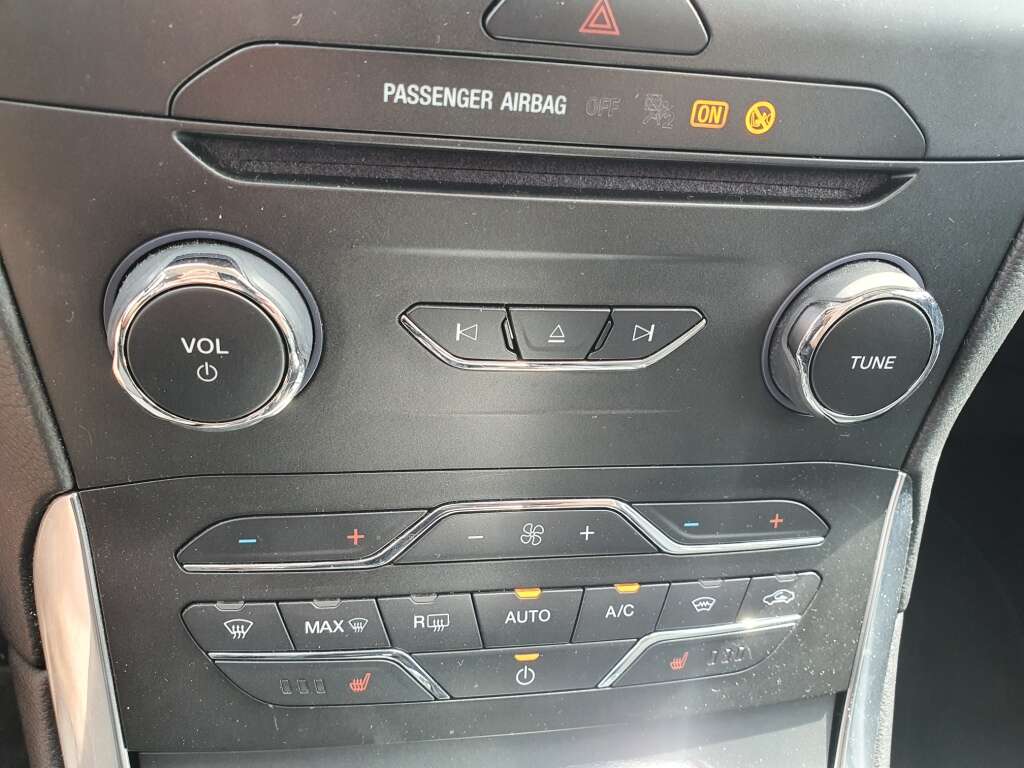 PASSENGER AIRBAG OFF ON
VOL
TUNE
- + - + - +
MAX R AUTO A/C